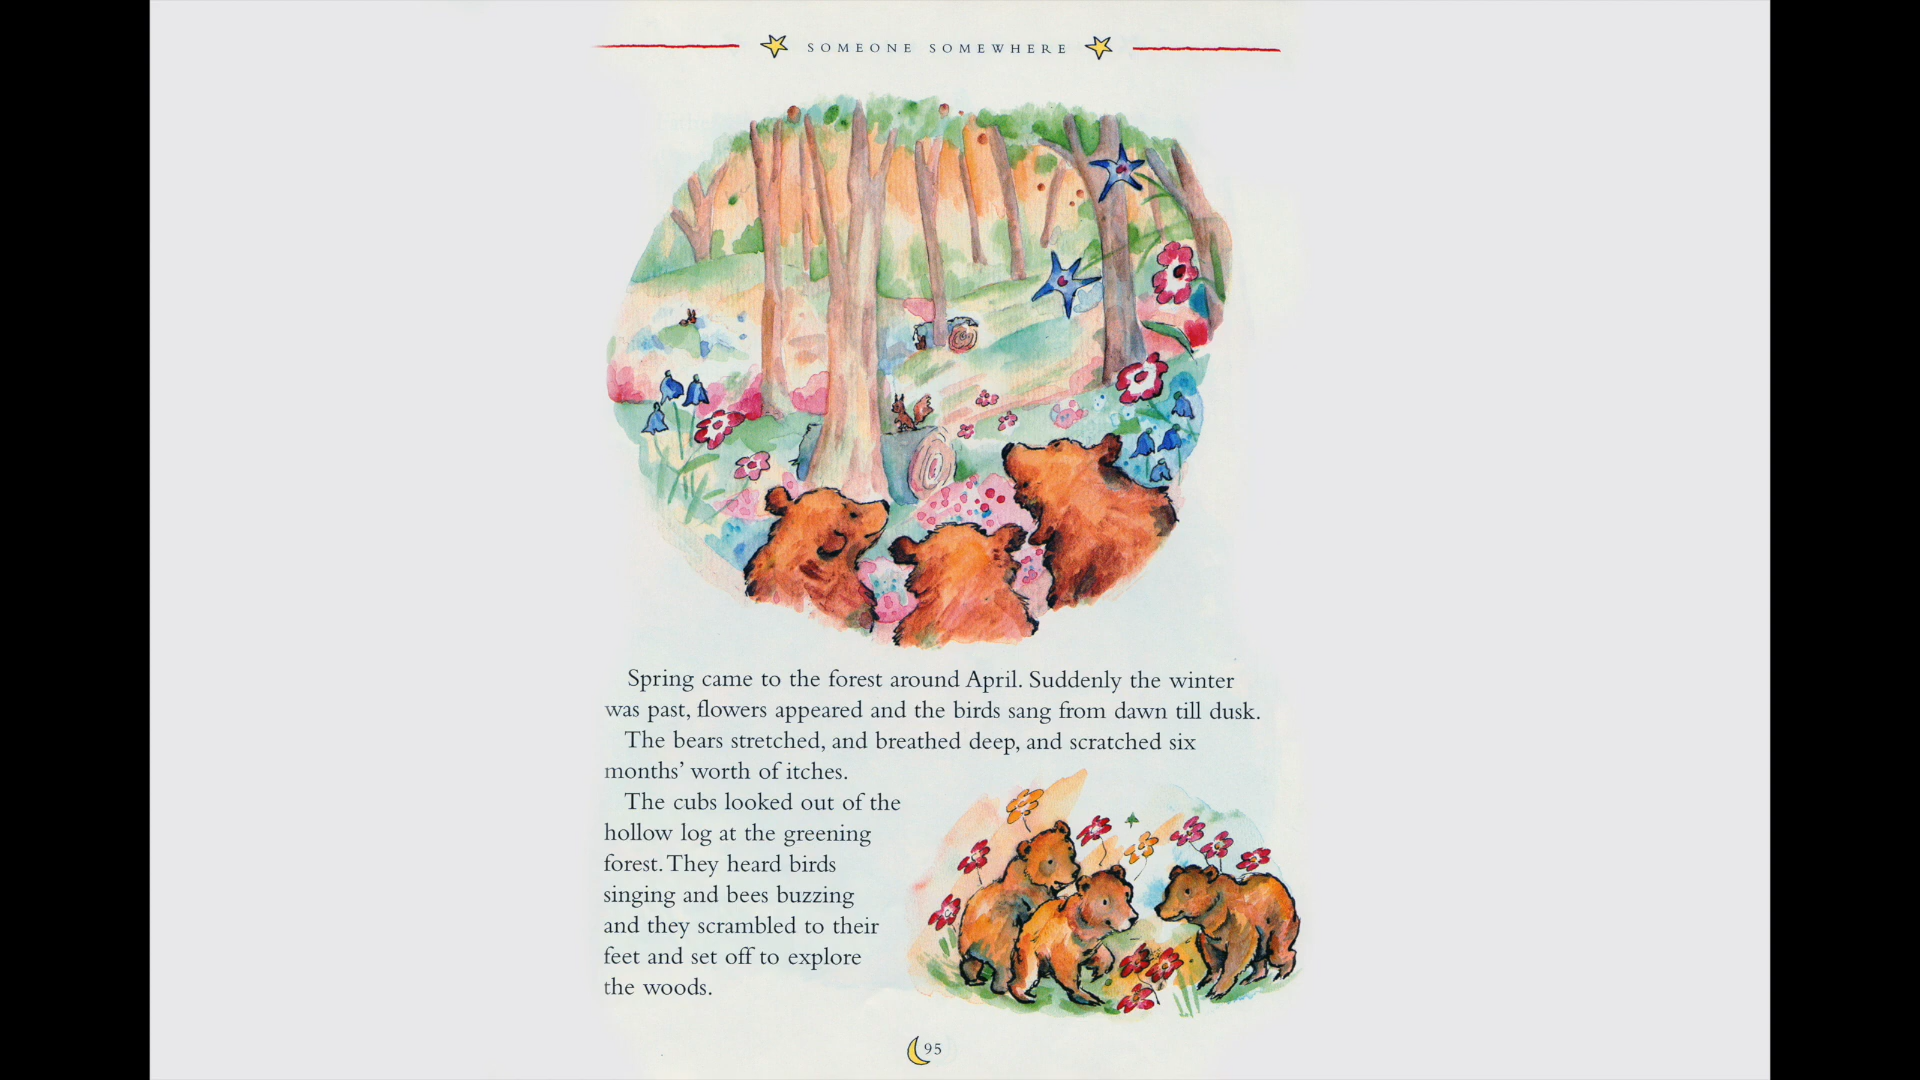 SOMEONE SOMEWHERE
Spring came to the forest around April. Suddenly the winter
was past, flowers appeared and the birds sang from dawn till dusk.
The bears stretched, and breathed deep, and scratched six
months’ worth of itches.
The cubs looked out of the
hollow log at the greening
forest. They heard birds
singing and bees buzzing
and they scrambled to their
feet and set off to explore
the woods.
95